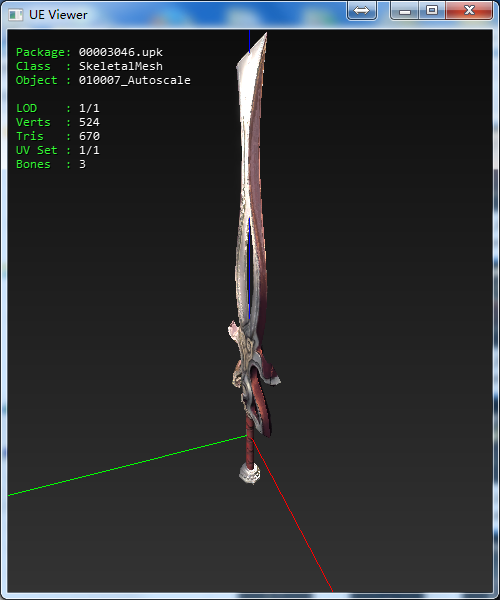 UE Viewer
Package: 00003046.upk
Class : SkeletalMesh
Object : 010007_Autoscale
LOD : 1/1
Verts : 524
Tris : 670
UV Set : 1/1
Bones : 3